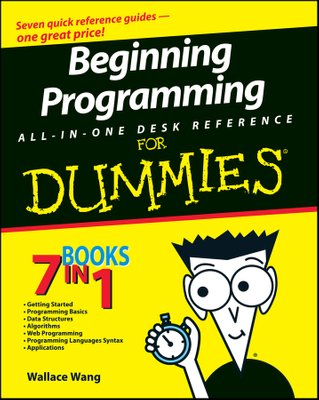 Seven quick reference guides —
one great price!
Beginning
Programming
ALL-IN-ONE DESK REFERENCE
FOR
DUMMIES®
7 BOOKS IN 1
• Getting Started
• Programming Basics
• Data Structures
• Algorithms
• Web Programming
• Programming Languages Syntax
• Applications
Wallace Wang